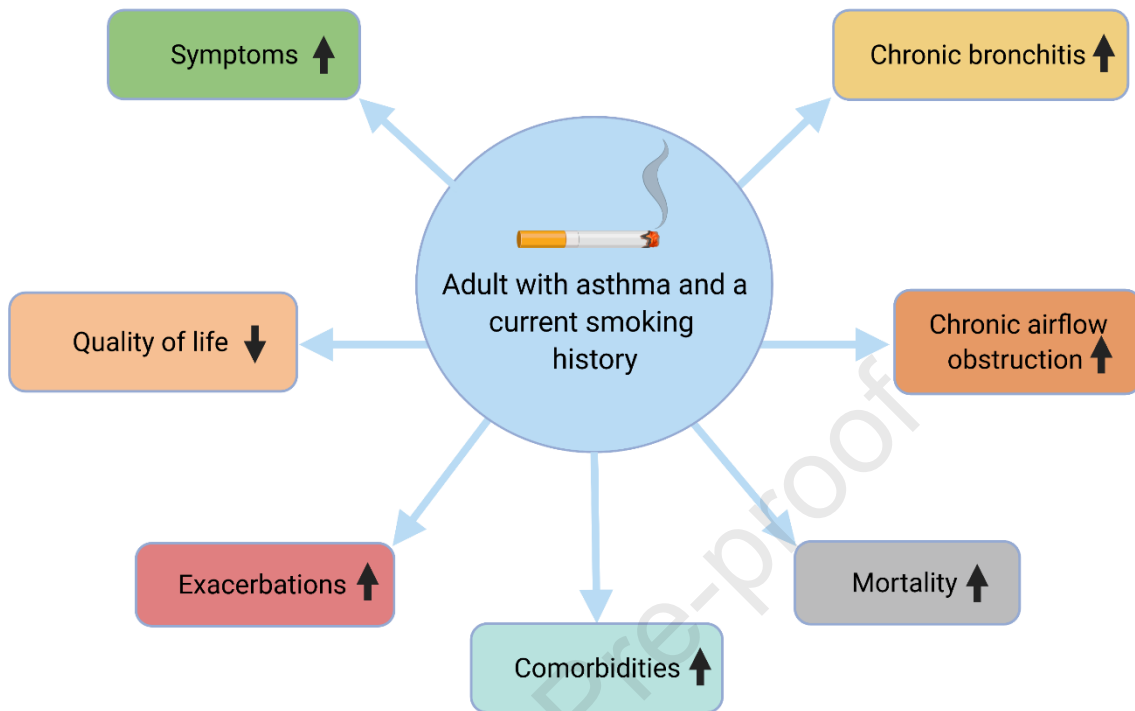 Symptoms
Chronic bronchitis
Adult with asthma and a
current smoking
history
Quality of life
Chronic airflow
obstruction
Exacerbations
Mortality
Comorbidities
Pre-proof